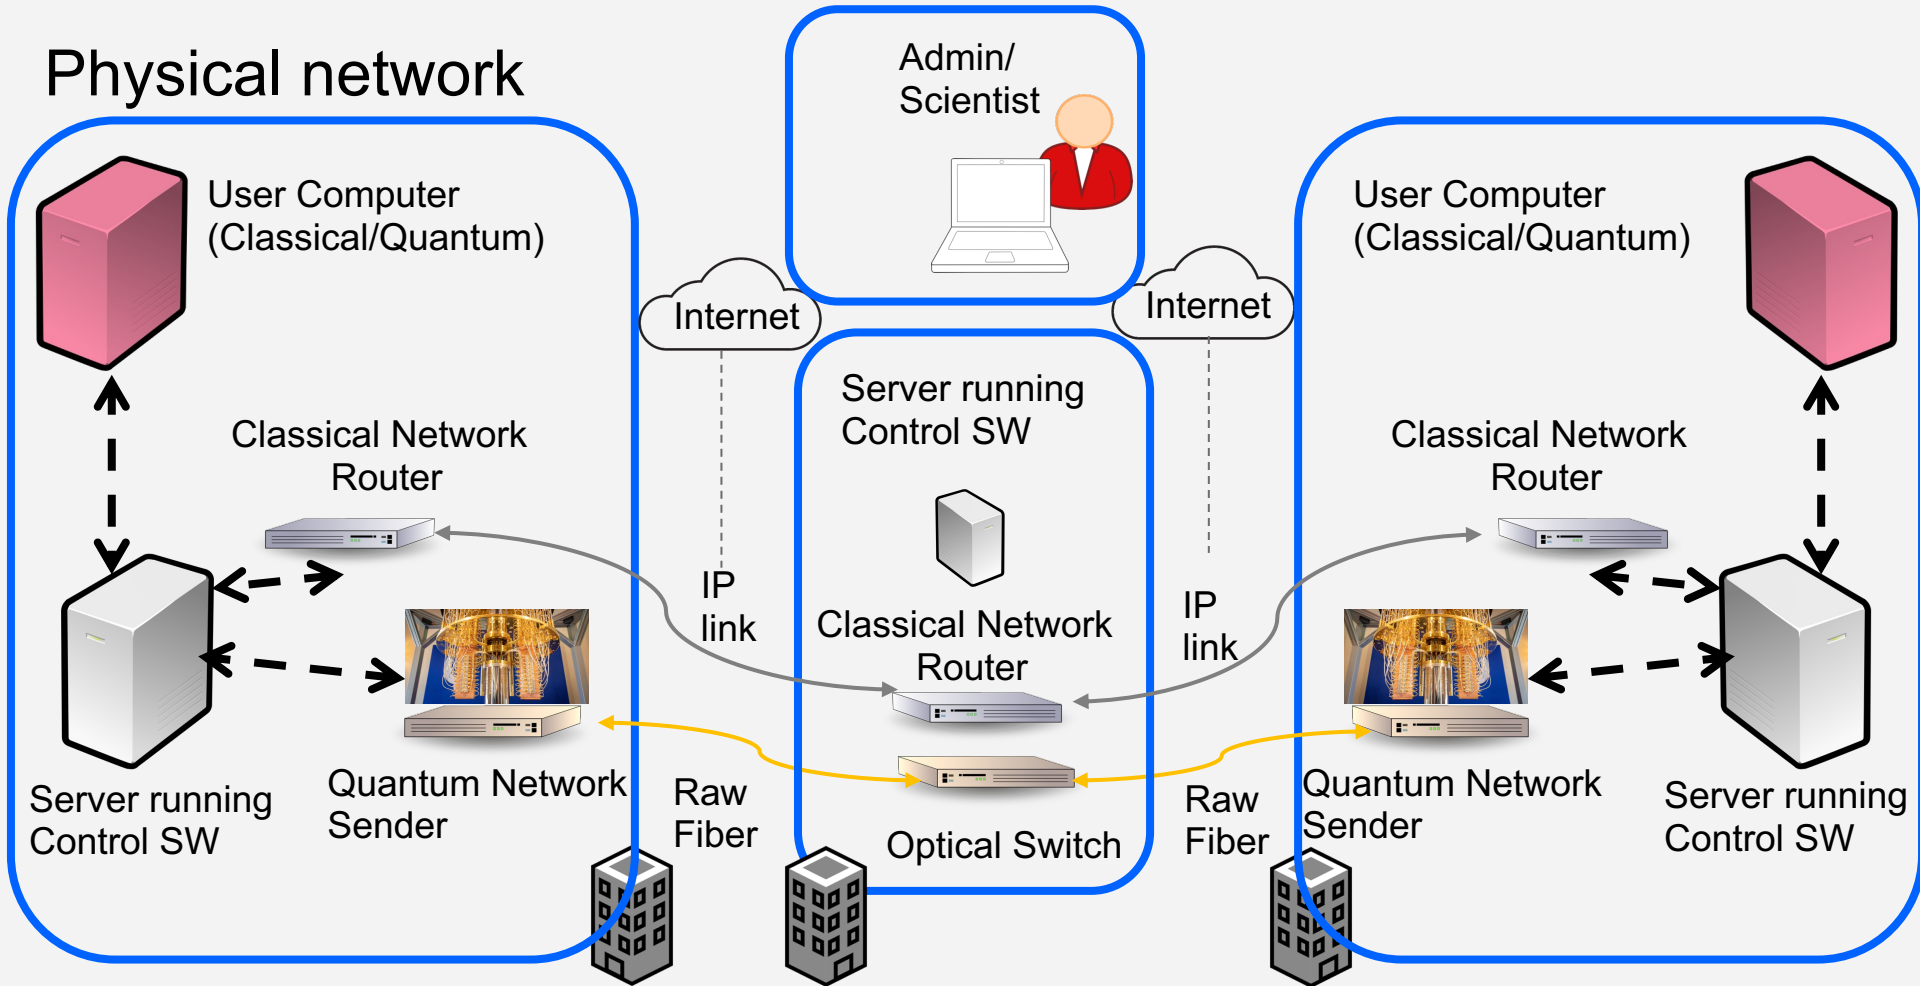 Physical network
Admin/
Scientist
User Computer
(Classical/Quantum)
User Computer
(Classical/Quantum)
Internet
Internet
Server running
Control SW
Classical Network
Router
Classical Network
Router
IP
link
IP
link
Classical Network
Router
Quantum Network
Sender
Server running
Control SW
Raw
Fiber
Optical Switch
Raw
Fiber
Quantum Network
Sender
Server running
Control SW